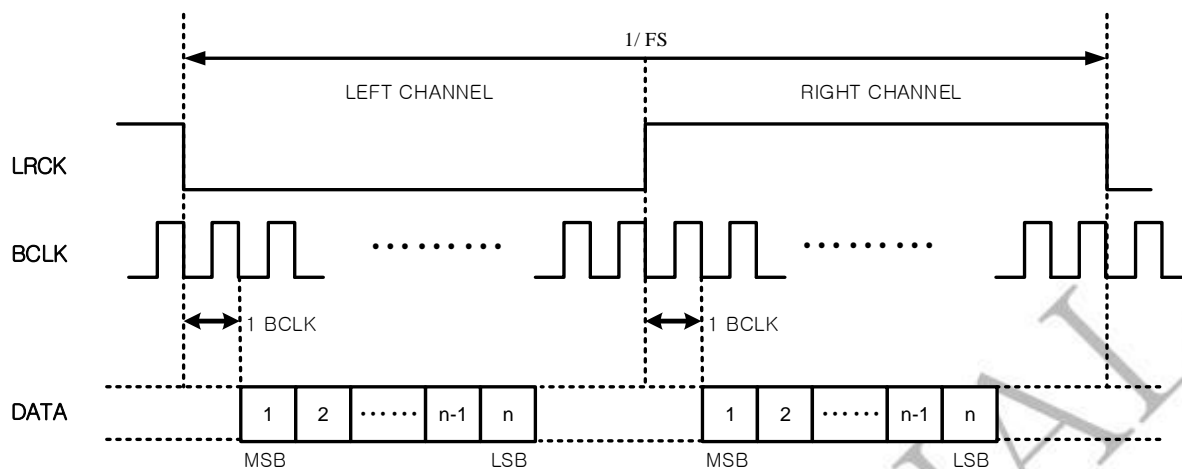 1/ FS
LEFT CHANNEL RIGHT CHANNEL
LRCK
BCLK
1 BCLK 1 BCLK
DATA 1 2 ...... n-1 n 1 2 ...... n-1 n
MSB LSB MSB LSB